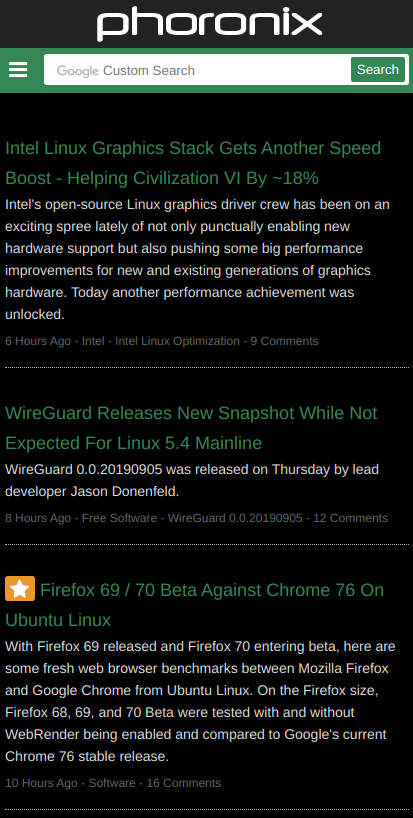 phoronix
Google Custom Search
Search
Intel Linux Graphics Stack Gets Another Speed
Boost - Helping Civilization VI By ~18%
Intel's open-source Linux graphics driver crew has been on an
exciting spree lately of not only punctually enabling new
hardware support but also pushing some big performance
improvements for new and existing generations of graphics
hardware. Today another performance achievement was
unlocked.
6 Hours Ago - Intel - Intel Linux Optimization - 9 Comments
WireGuard Releases New Snapshot While Not
Expected For Linux 5.4 Mainline
WireGuard 0.0.20190905 was released on Thursday by lead
developer Jason Donenfeld.
8 Hours Ago - Free Software - WireGuard 0.0.20190905 - 12 Comments
Firefox 69 / 70 Beta Against Chrome 76 On
Ubuntu Linux
With Firefox 69 released and Firefox 70 entering beta, here are
some fresh web browser benchmarks between Mozilla Firefox
and Google Chrome from Ubuntu Linux. On the Firefox size,
Firefox 68, 69, and 70 Beta were tested with and without
WebRender being enabled and compared to Google's current
Chrome 76 stable release.
10 Hours Ago - Software - 16 Comments